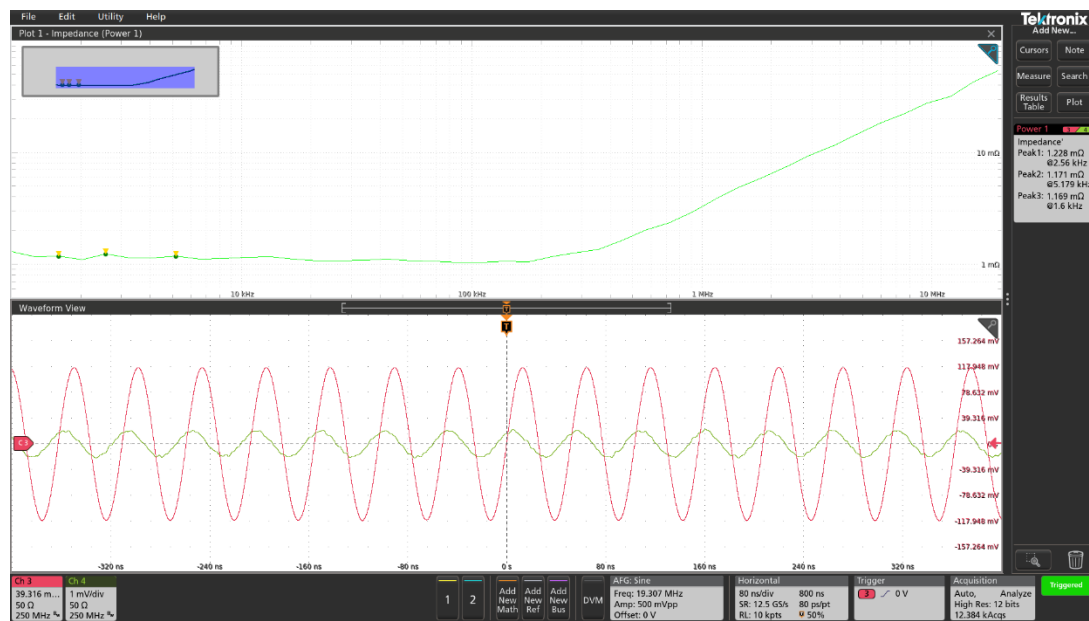 File Edit Utility Help
Tektronix
Add New...
Plot 1 - Impedance (Power 1)
Cursors Note
Measure Search
Results Table Plot
Power 1
Impedance'
Peak1: 1.228 mΩ
@2.56 kHz
Peak2: 1.171 mΩ
@5.179 kHz
Peak3: 1.169 mΩ
@1.6 kHz
10 mΩ
1 mΩ
10 kHz 100 kHz 1 MHz 10 MHz
Waveform View
T
157.264 mV
117.948 mV
78.632 mV
39.316 mV
C 3
-39.316 mV
-78.632 mV
-117.948 mV
-157.264 mV
-320 ns -240 ns -160 ns -80 ns 0 s 80 ns 160 ns 240 ns 320 ns
Ch 3
39.316 m...
50 Ω
250 MHz
Ch 4
1 mV/div
50 Ω
250 MHz
1 2
Add New Math
Add New Ref
Add New Bus
DVM
AFG: Sine
Freq: 19.307 MHz
Amp: 500 mVpp
Offset: 0 V
Horizontal
80 ns/div 800 ns
SR: 12.5 GS/s 80 ps/pt
RL: 10 kpts 50%
Trigger
3 0 V
Acquisition
Auto, Analyze
High Res: 12 bits
12.384 kAcqs
Triggered